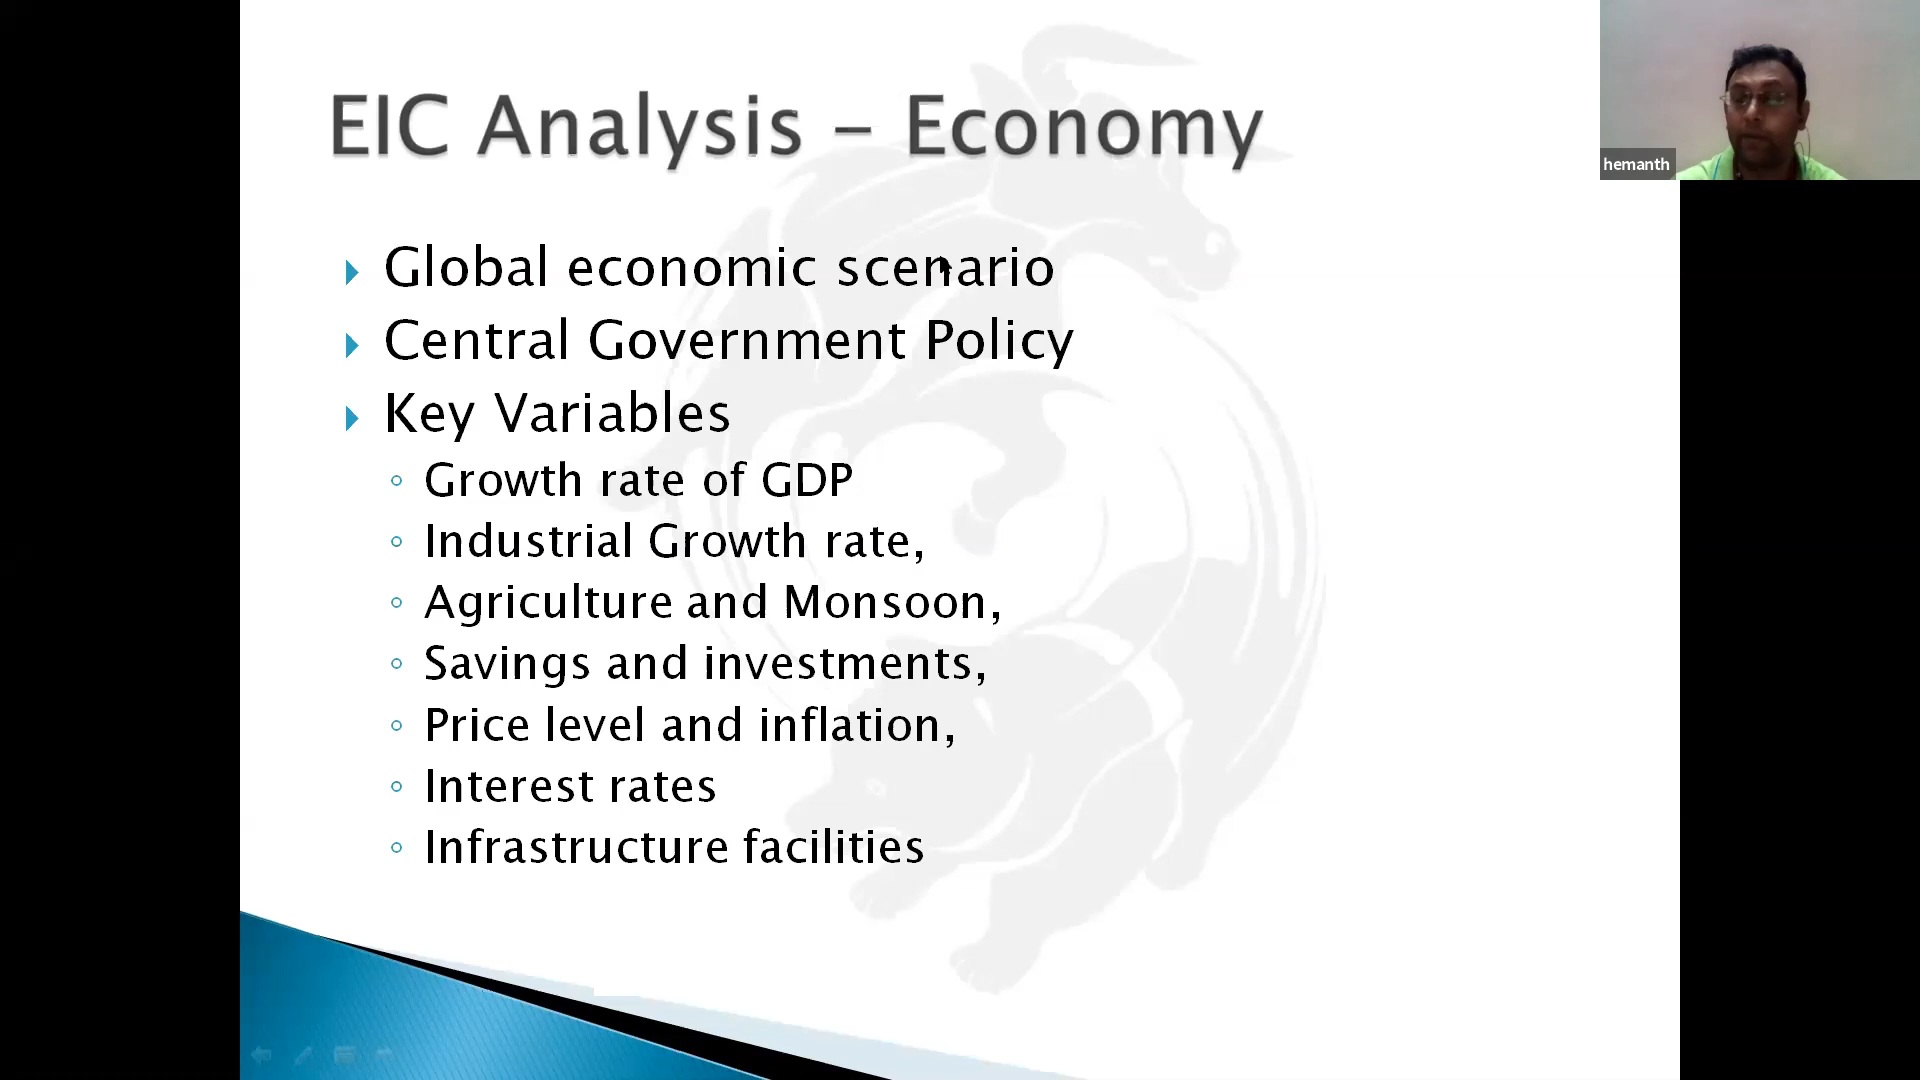 EIC Analysis – Economy
hemanth
Global economic scenario
Central Government Policy
Key Variables
Growth rate of GDP
Industrial Growth rate,
Agriculture and Monsoon,
Savings and investments,
Price level and inflation,
Interest rates
Infrastructure facilities